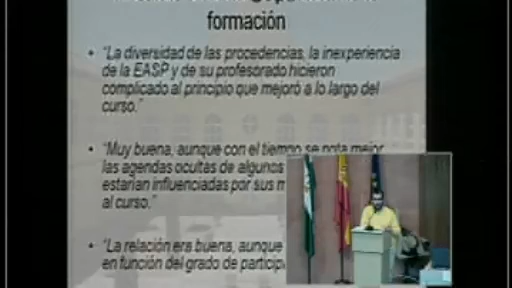 formación
• "La diversidad de las procedencias, la inexperiencia
de la EASP y de su profesorado hicieron
complicado al principio que mejoró a lo largo del
curso."
• "Muy buena, aunque con el tiempo se nota mejor
las agendas ocultas de algunos
estarían influenciadas por sus
al curso."
• "La relación era buena, aunque
en función del grado de